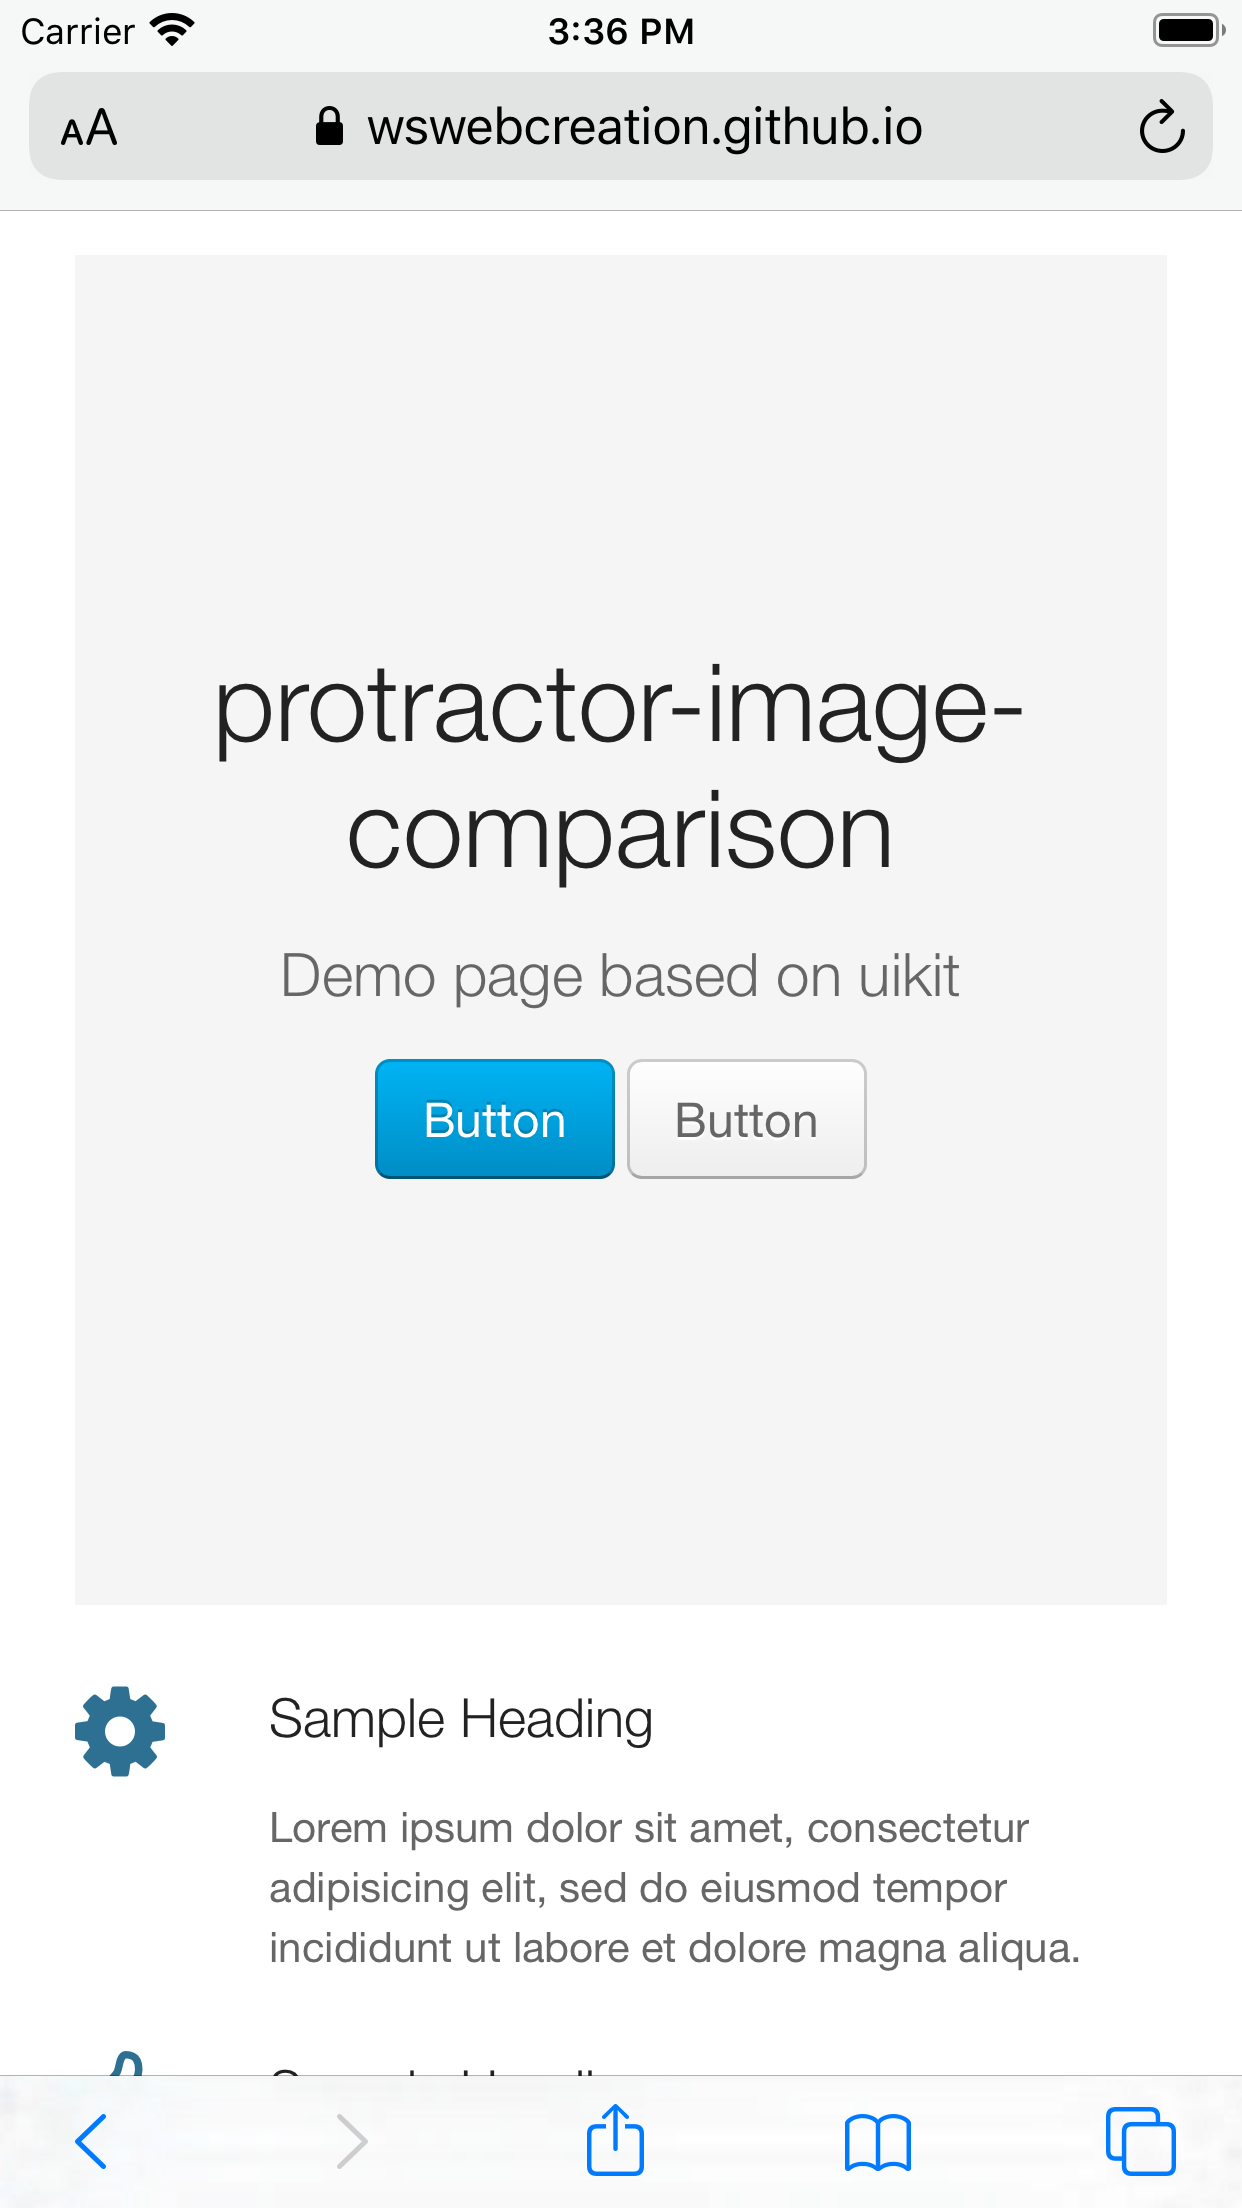 Carrier 3:36 PM
AA wswebcreation.github.io
protractor-image-
comparison
Demo page based on uikit
Button Button
Sample Heading
Lorem ipsum dolor sit amet, consectetur
adipisicing elit, sed do eiusmod tempor
incididunt ut labore et dolore magna aliqua.